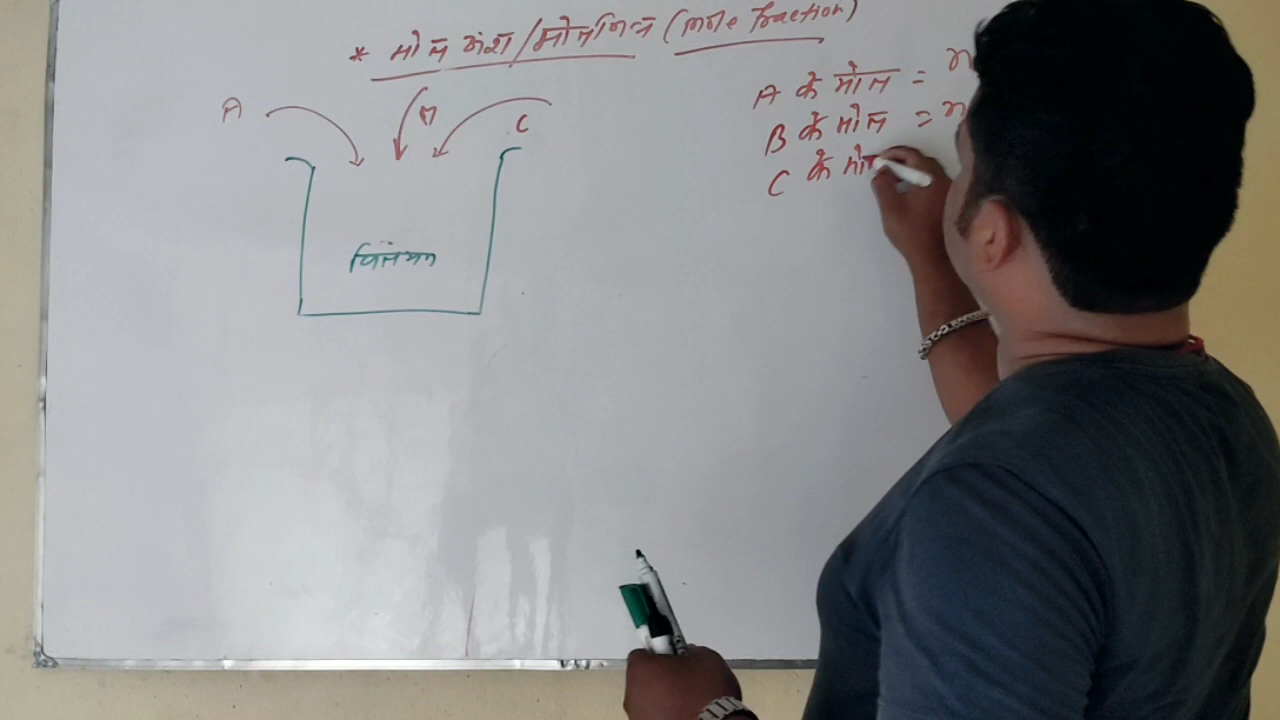 * मोल अंश/मोलभिन्न (mole fraction)
A B C
विलयन
A के मोल = n
B के मोल = n
C के मो